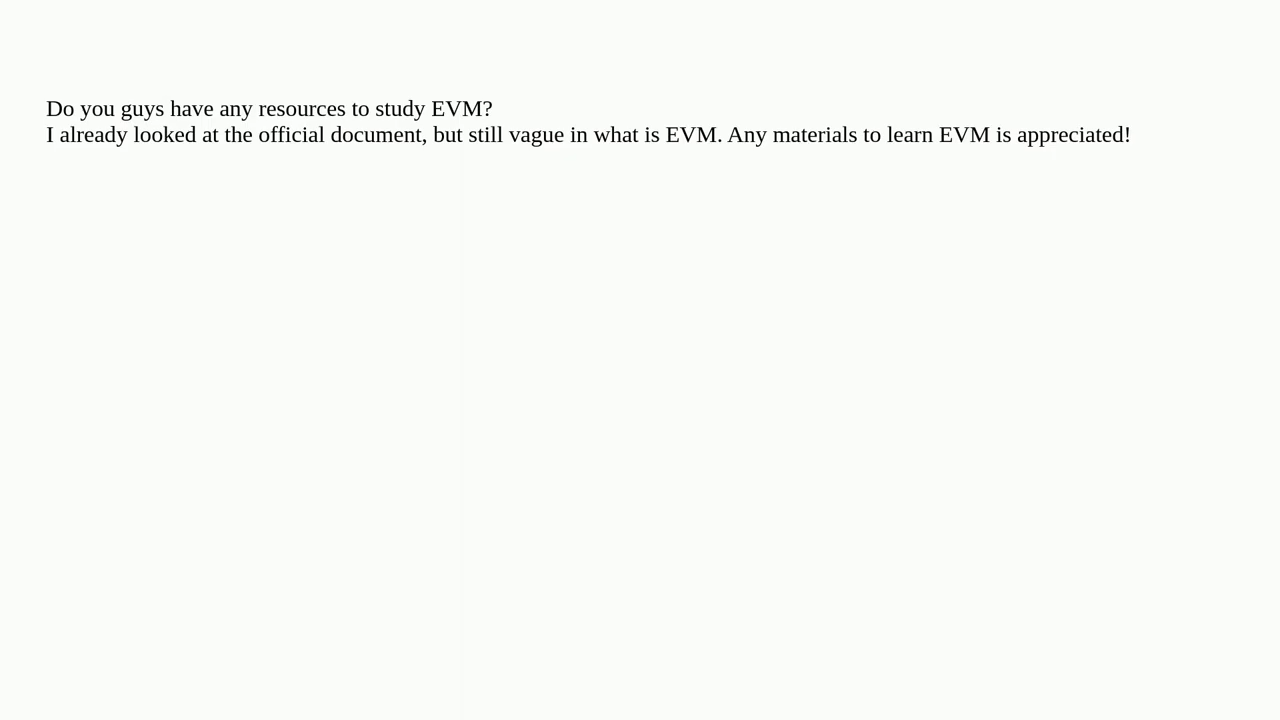 Do you guys have any resources to study EVM?
I already looked at the official document, but still vague in what is EVM. Any materials to learn EVM is appreciated!